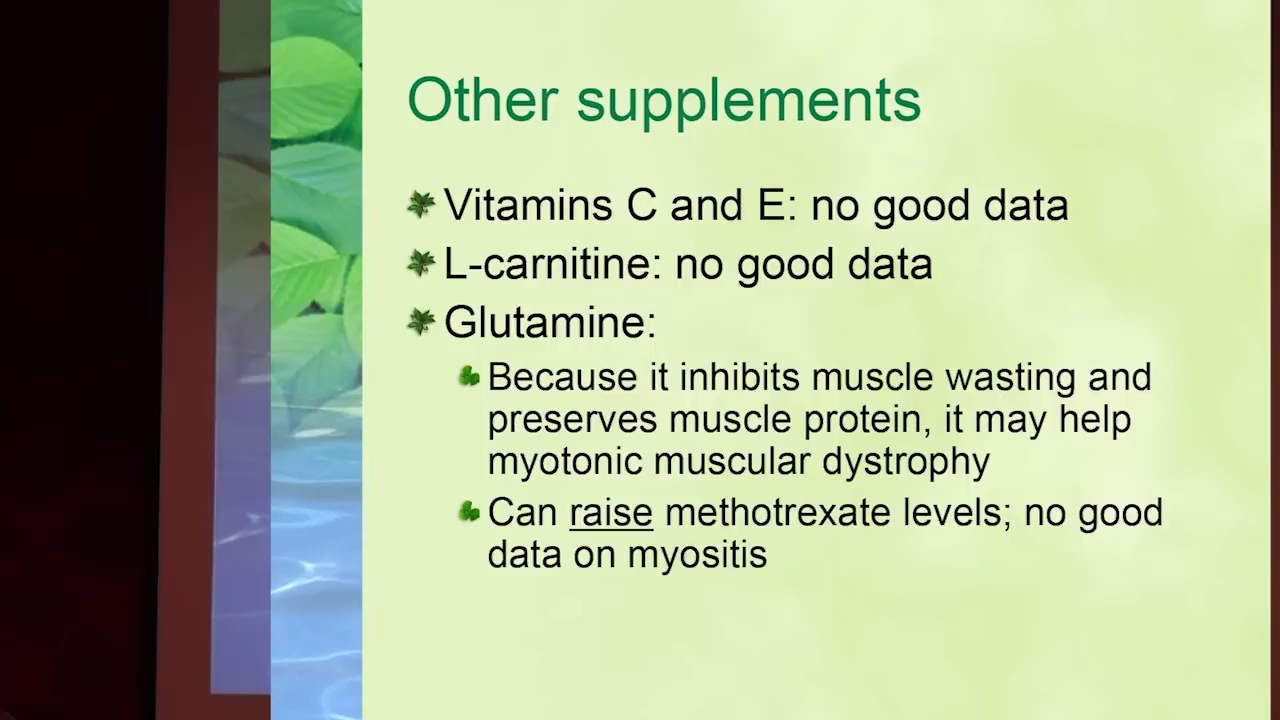 Other supplements
Vitamins C and E: no good data
L-carnitine: no good data
Glutamine:
Because it inhibits muscle wasting and
preserves muscle protein, it may help
myotonic muscular dystrophy
Can raise methotrexate levels; no good
data on myositis